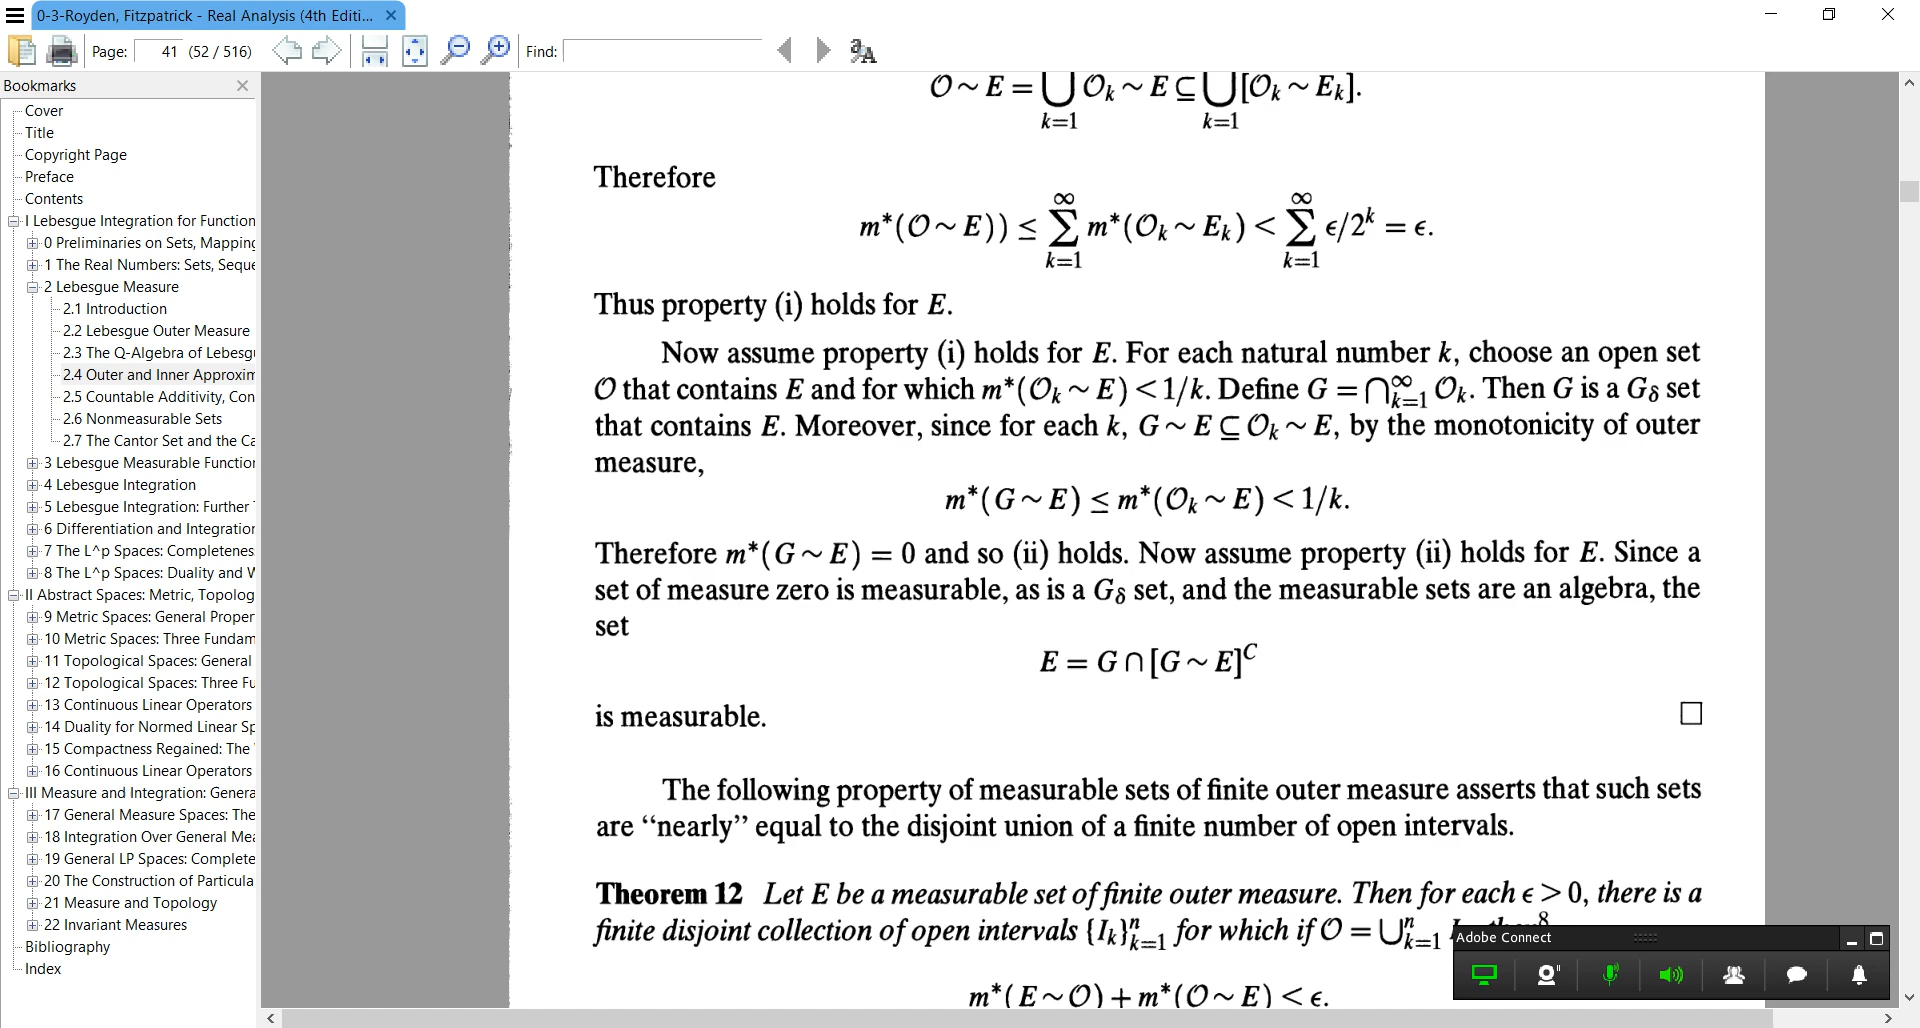 0-3-Royden, Fitzpatrick - Real Analysis (4th Editi...
Page: 41 (52 / 516) Find:
Bookmarks
Cover
Title
Copyright Page
Preface
Contents
I Lebesgue Integration for Function
0 Preliminaries on Sets, Mapping
1 The Real Numbers: Sets, Seque
2 Lebesgue Measure
2.1 Introduction
2.2 Lebesgue Outer Measure
2.3 The Q-Algebra of Lebesgu
2.4 Outer and Inner Approxim
2.5 Countable Additivity, Con
2.6 Nonmeasurable Sets
2.7 The Cantor Set and the Ca
3 Lebesgue Measurable Function
4 Lebesgue Integration
5 Lebesgue Integration: Further
6 Differentiation and Integration
7 The L^p Spaces: Completenes
8 The L^p Spaces: Duality and W
II Abstract Spaces: Metric, Topolog
9 Metric Spaces: General Proper
10 Metric Spaces: Three Fundam
11 Topological Spaces: General
12 Topological Spaces: Three Fu
13 Continuous Linear Operators
14 Duality for Normed Linear Sp
15 Compactness Regained: The
16 Continuous Linear Operators
III Measure and Integration: Genera
17 General Measure Spaces: The
18 Integration Over General Mea
19 General LP Spaces: Complete
20 The Construction of Particula
21 Measure and Topology
22 Invariant Measures
Bibliography
Index
O ~ E = ⋃ O_k ~ E ⊆ ⋃ [O_k ~ E_k].
k=1 k=1
Therefore
m*(O ~ E)) ≤ ∑_{k=1}^{∞} m*(O_k ~ E_k) < ∑_{k=1}^{∞} ϵ/2^k = ϵ.
Thus property (i) holds for E.
Now assume property (i) holds for E. For each natural number k, choose an open set
O that contains E and for which m*(O_k ~ E) < 1/k. Define G = ⋂_{k=1}^{∞} O_k. Then G is a G_δ set
that contains E. Moreover, since for each k, G ~ E ⊆ O_k ~ E, by the monotonicity of outer
measure,
m*(G ~ E) ≤ m*(O_k ~ E) < 1/k.
Therefore m*(G ~ E) = 0 and so (ii) holds. Now assume property (ii) holds for E. Since a
set of measure zero is measurable, as is a G_δ set, and the measurable sets are an algebra, the
set
E = G ∩ [G ~ E]^C
is measurable. □
The following property of measurable sets of finite outer measure asserts that such sets
are “nearly” equal to the disjoint union of a finite number of open intervals.
Theorem 12 Let E be a measurable set of finite outer measure. Then for each ϵ > 0, there is a
finite disjoint collection of open intervals {I_k}_{k=1}^{n} for which if O = ⋃_{k=1}^{n}
m*(E ~ O) + m*(O ~ E) < ϵ.
Adobe Connect